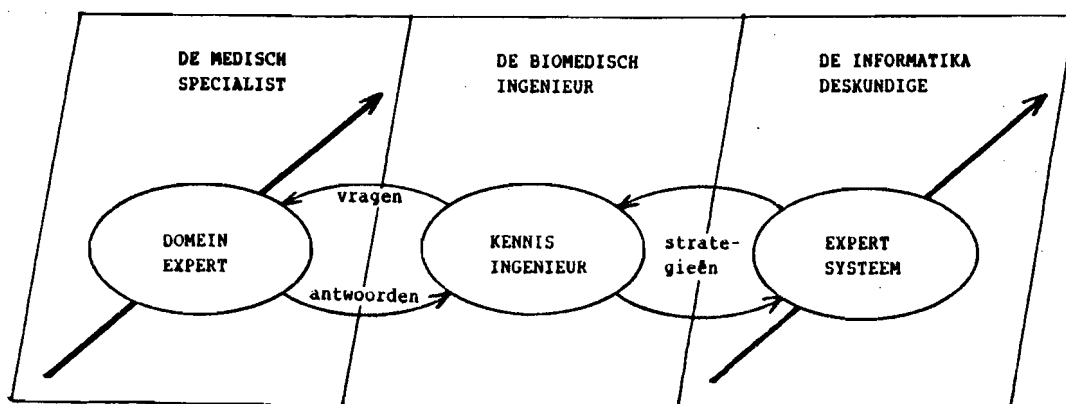 DE MEDISCH
SPECIALIST
DE BIOMEDISCH
INGENIEUR
DE INFORMATIKA
DESKUNDIGE
vragen
DOMEIN
EXPERT
KENNIS
INGENIEUR
strate-
gieën
EXPERT
SYSTEEM
antwoorden